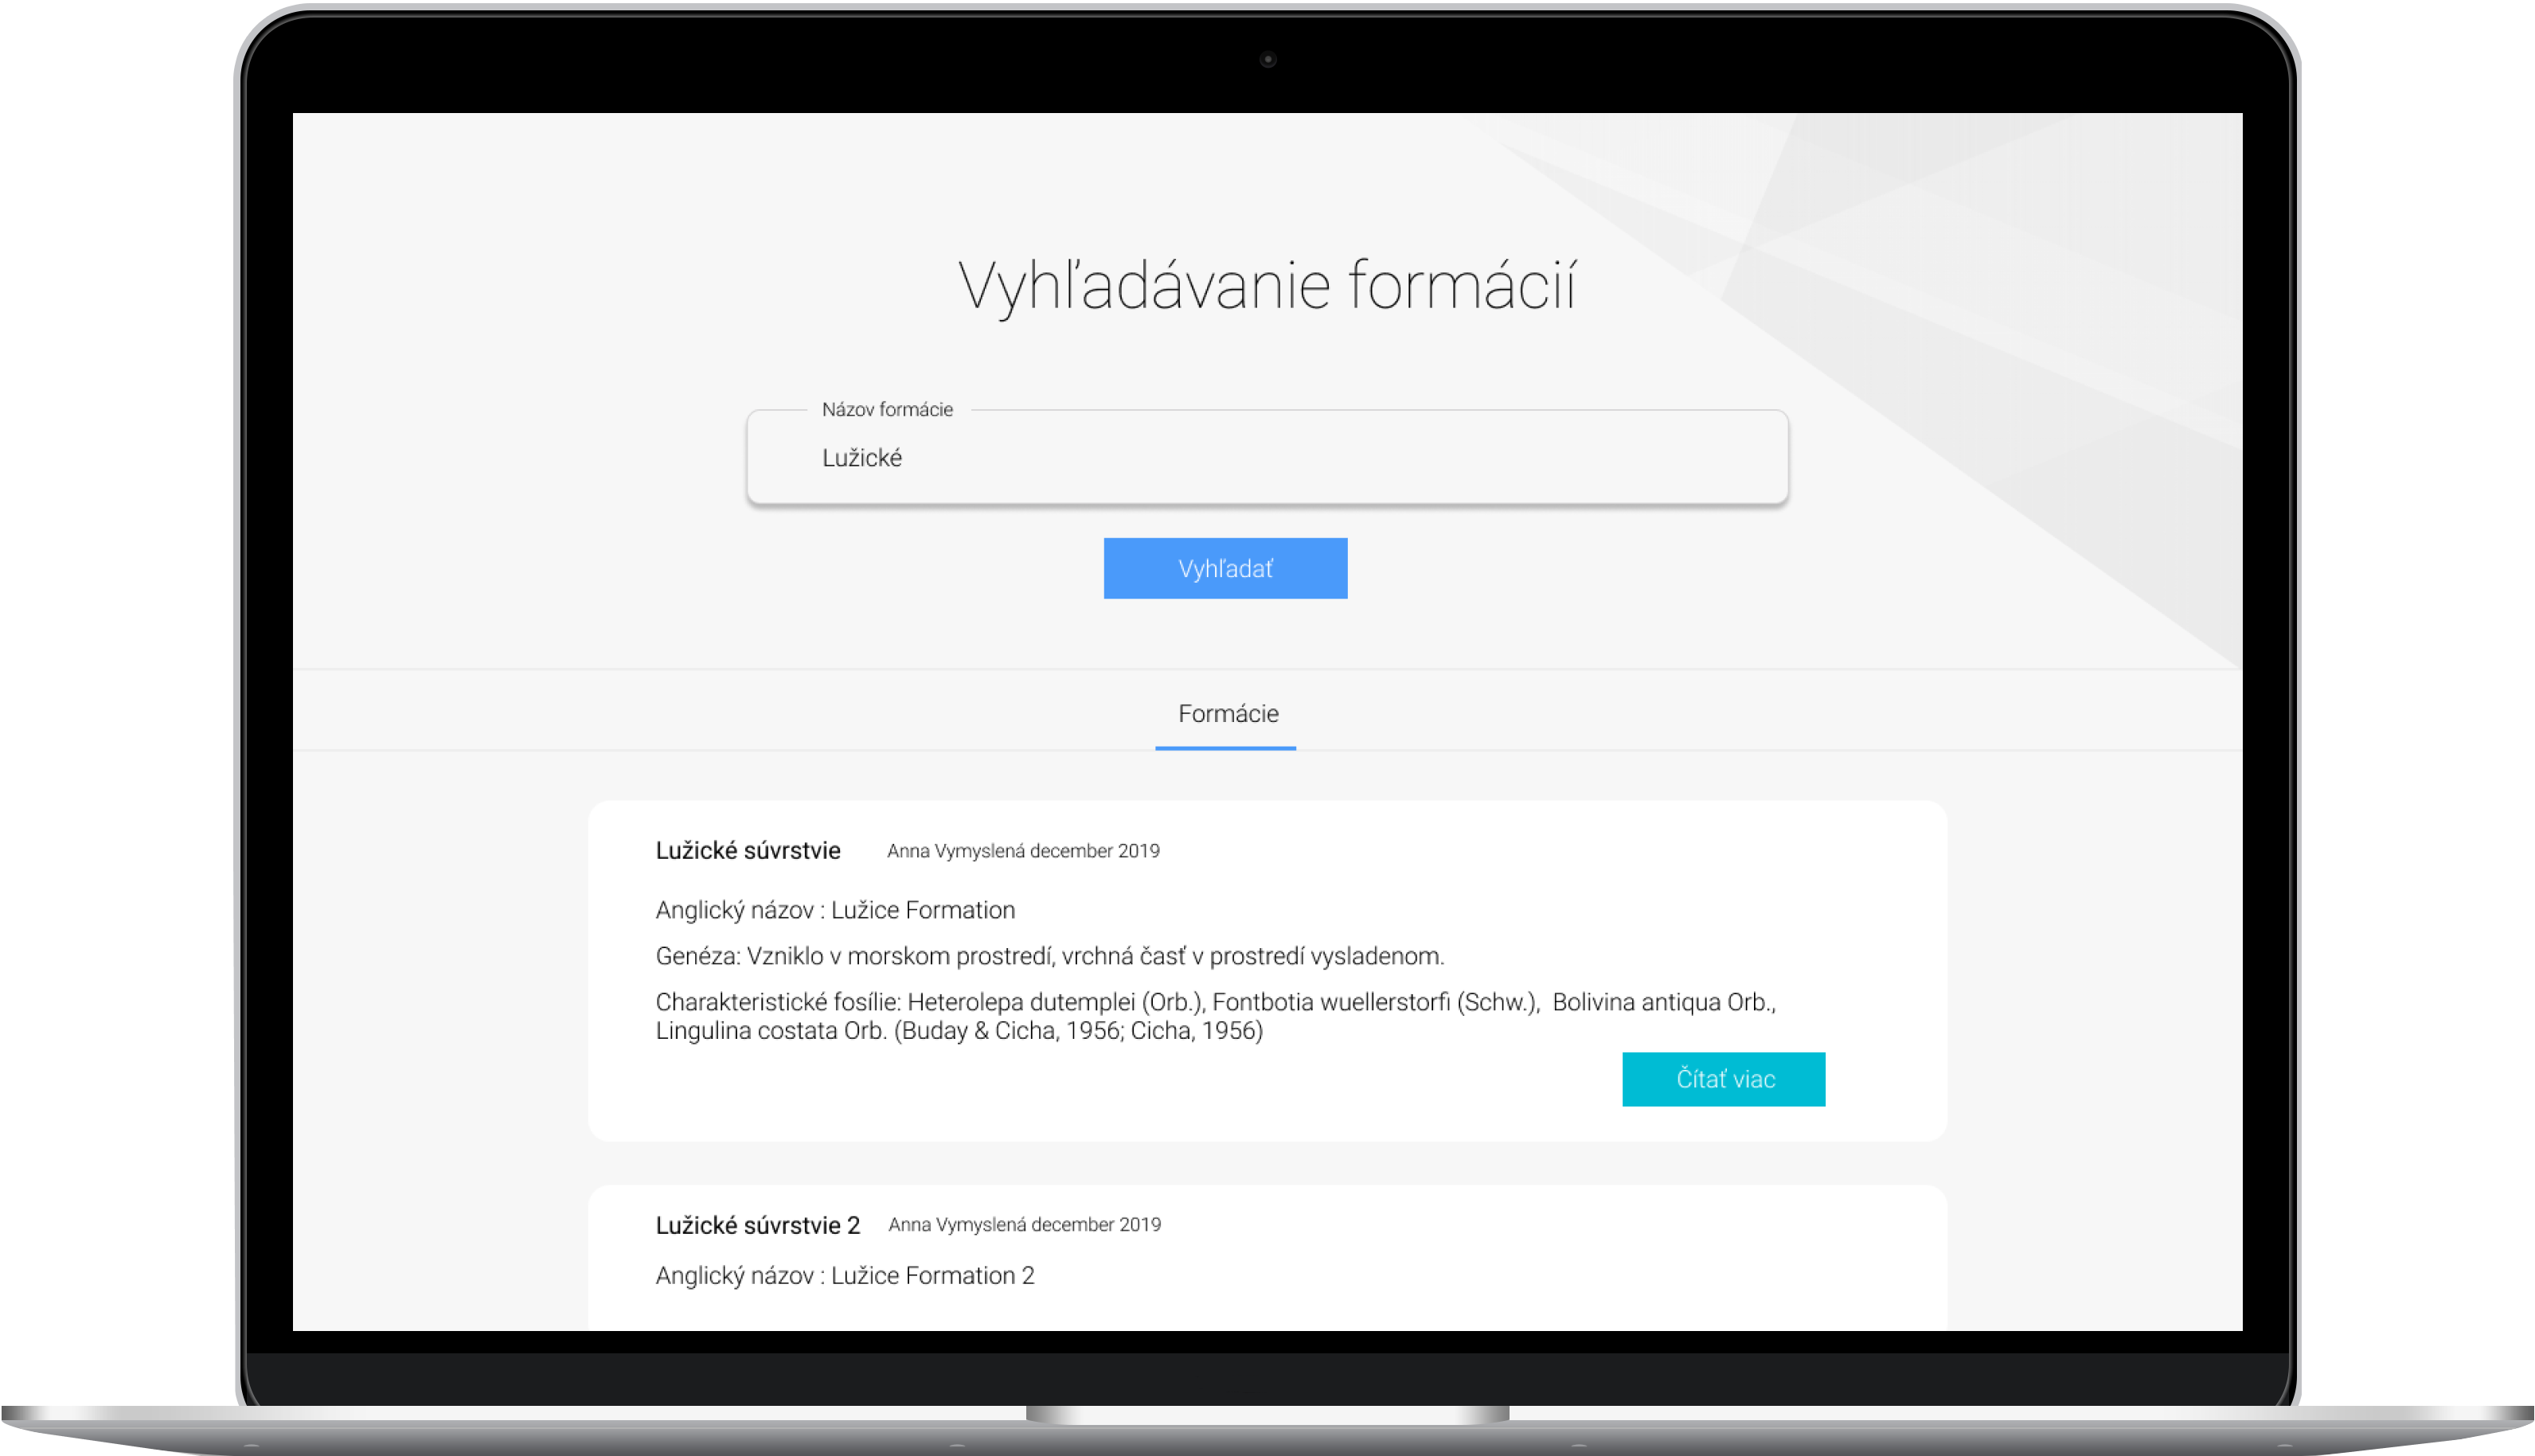 Vyhľadávanie formácií
Názov formácie
Lužické
Vyhľadať
Formácie
Lužické súvrstvie Anna Vymyslená december 2019
Anglický názov : Lužice Formation
Genéza: Vzniklo v morskom prostredí, vrchná časť v prostredí vysladenom.
Charakteristické fosílie: Heterolepa dutemplei (Orb.), Fontbotia wuellerstorfi (Schw.),  Bolivina antiqua Orb.,
Lingulina costata Orb. (Buday & Cicha, 1956; Cicha, 1956)
Čítať viac
Lužické súvrstvie 2 Anna Vymyslená december 2019
Anglický názov : Lužice Formation 2